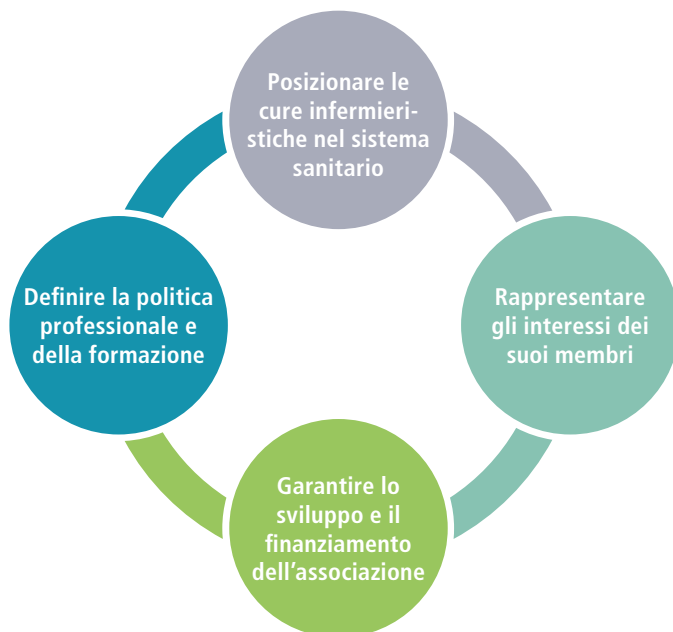 Posizionare le
cure infermieri-
stiche nel sistema
sanitario
Definire la politica
professionale e
della formazione
Rappresentare
gli interessi dei
suoi membri
Garantire lo
sviluppo e il
finanziamento
dell’associazione